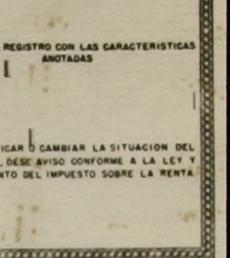 REGISTRO CON LAS CARACTERISTICAS
ANOTADAS
ICAR O CAMBIAR LA SITUACION DEL
, DESE AVISO CONFORME A LA LEY Y
NTO DEL IMPUESTO SOBRE LA RENTA